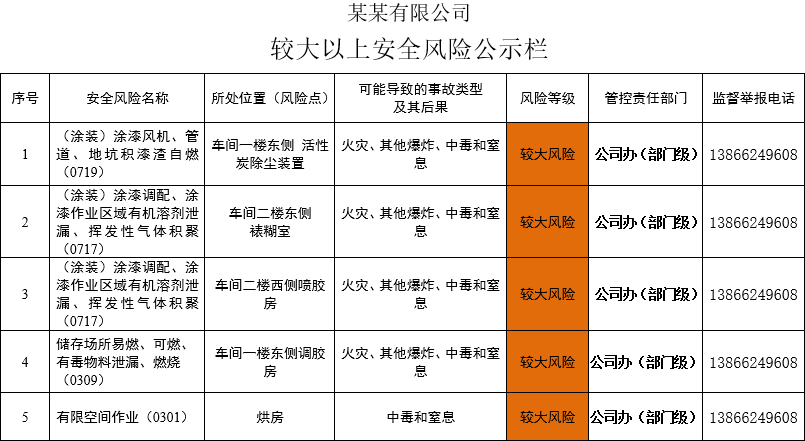 某某有限公司
较大以上安全风险公示栏
序号 安全风险名称 所处位置（风险点） 可能导致的事故类型 风险等级 管控责任部门 监督举报电话
及其后果
1 （涂装）涂漆风机、管 车间一楼东侧 活性 火灾、其他爆炸、中毒和窒 较大风险 公司办（部门级） 13866249608
道、地坑积漆渣自燃 炭除尘装置 息
（0719）
2 （涂装）涂漆调配、涂 车间二楼东侧 火灾、其他爆炸、中毒和窒 较大风险 公司办（部门级） 13866249608
漆作业区域有机溶剂泄 裱糊室 息
漏、挥发性气体积聚
（0717）
3 （涂装）涂漆调配、涂 车间二楼西侧喷胶 火灾、其他爆炸、中毒和窒 较大风险 公司办（部门级） 13866249608
漆作业区域有机溶剂泄 房 息
漏、挥发性气体积聚
（0717）
4 储存场所易燃、可燃、 车间一楼东侧调胶 火灾、其他爆炸、中毒和窒 较大风险 公司办（部门级） 13866249608
有毒物料泄漏、燃烧 房 息
（0309）
5 有限空间作业（0301） 烘房 中毒和窒息 较大风险 公司办（部门级） 13866249608